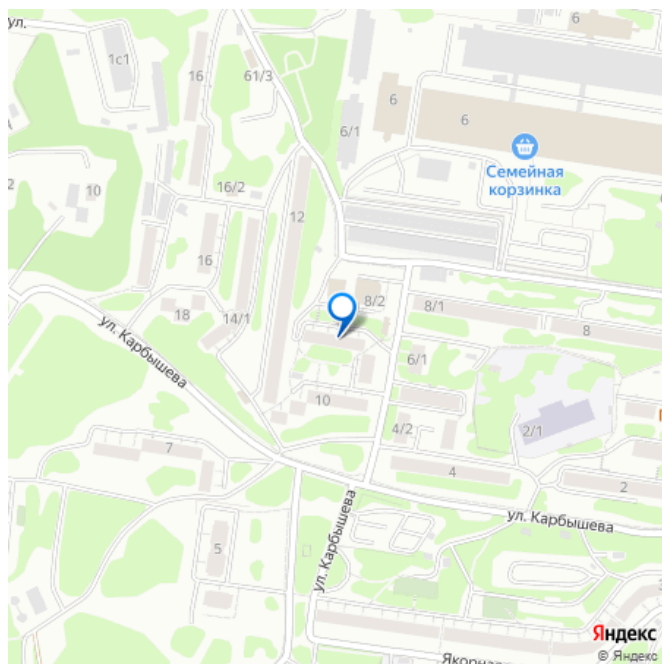 ул.
1с1
16
61/3
6
6
6
6/1
Семейная
корзинка
10
2
16/2
12
16
18
14/1
8/2
8/1
8
ул. Карбышева
6/1
10
4/2
2/1
7
4
2
ул. Карбышева
ул. Карбышева
5
Якорная
Яндекс
© Яндекс